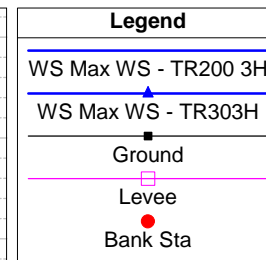 Legend
WS Max WS - TR200 3H
WS Max WS - TR303H
Ground
Levee
Bank Sta